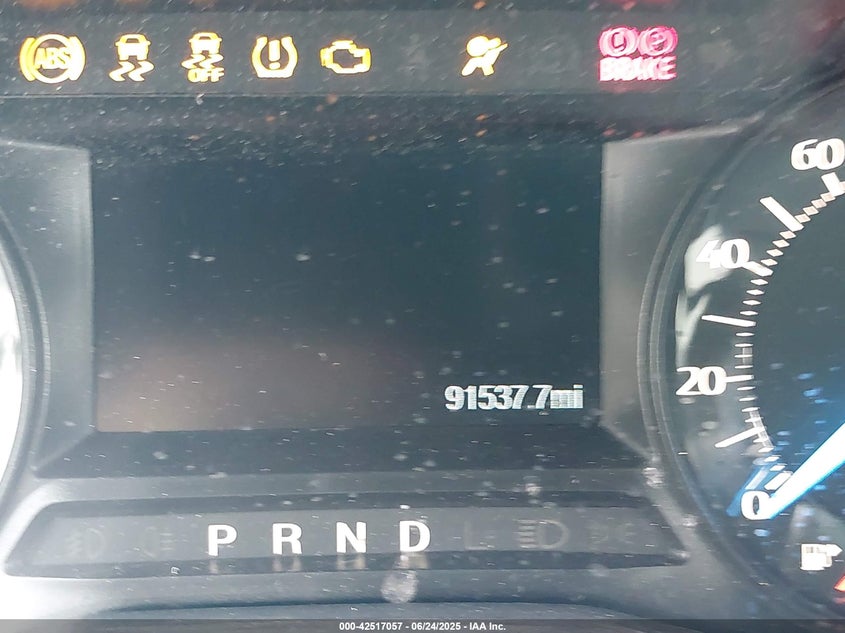 ABS OFF BRAKE
60
40
91537.7mi
20
0
P R N D L
000-42517057 - 06/24/2025 - IAA Inc.